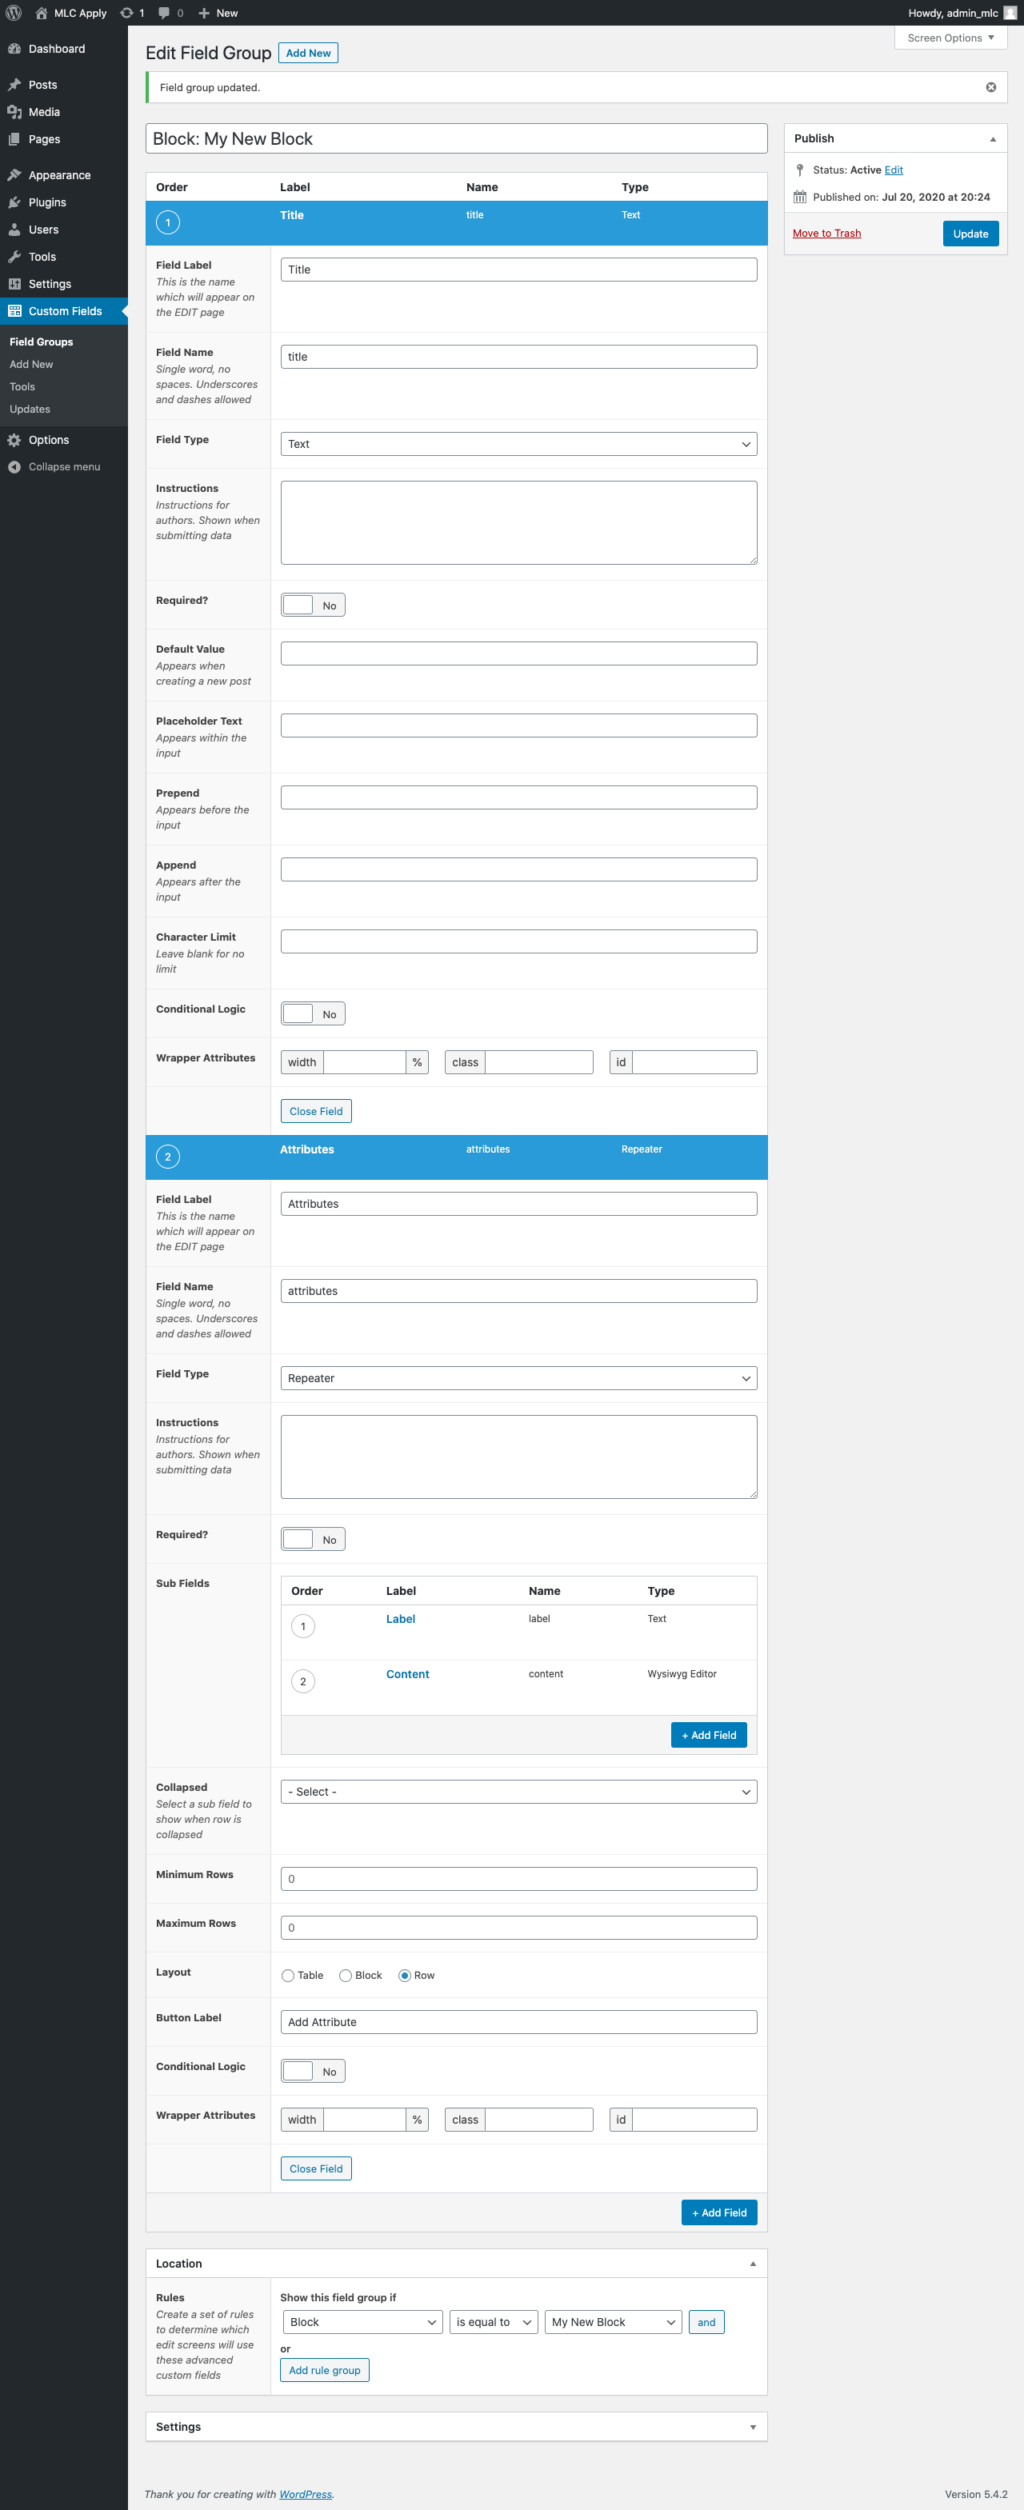 MLC Apply 1 0 New Howdy, admin_mlc
Dashboard
Posts
Media
Pages
Appearance
Plugins
Users
Tools
Settings
Custom Fields
Field Groups
Add New
Tools
Updates
Options
Collapse menu
Screen Options
Edit Field Group Add New
Field group updated.
Block: My New Block
Order Label Name Type
1 Title title Text
Field Label
This is the name
which will appear on
the EDIT page
Title
Field Name
Single word, no
spaces. Underscores
and dashes allowed
title
Field Type
Text
Instructions
Instructions for
authors. Shown when
submitting data
Required?
No
Default Value
Appears when
creating a new post
Placeholder Text
Appears within the
input
Prepend
Appears before the
input
Append
Appears after the
input
Character Limit
Leave blank for no
limit
Conditional Logic
No
Wrapper Attributes
width % class id
Close Field
2 Attributes attributes Repeater
Field Label
This is the name
which will appear on
the EDIT page
Attributes
Field Name
Single word, no
spaces. Underscores
and dashes allowed
attributes
Field Type
Repeater
Instructions
Instructions for
authors. Shown when
submitting data
Required?
No
Sub Fields
Order Label Name Type
1 Label label Text
2 Content content Wysiwyg Editor
+ Add Field
Collapsed
Select a sub field to
show when row is
collapsed
- Select -
Minimum Rows
0
Maximum Rows
0
Layout
Table Block Row
Button Label
Add Attribute
Conditional Logic
No
Wrapper Attributes
width % class id
Close Field
+ Add Field
Location
Rules
Create a set of rules
to determine which
edit screens will use
these advanced
custom fields
Show this field group if
Block is equal to My New Block and
or
Add rule group
Settings
Publish
Status: Active Edit
Published on: Jul 20, 2020 at 20:24
Move to Trash Update
Thank you for creating with WordPress. Version 5.4.2